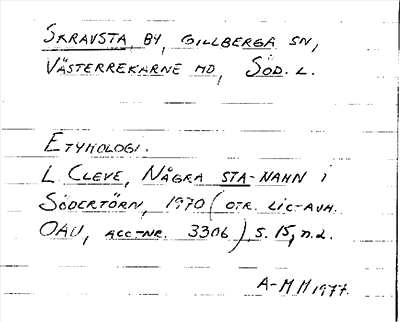 SKRAVSTA, BY, GILLBERGA SN,
VÄSTERREKARNE HD, SÖD. L.
ETYMOLOGI.
L. CLEVE, NÅGRA STA-NAMN I
SÖDERTÖRN, 1970 (OTR. LIC-AVH.
OAU, ACC-NR. 3306), S. 15, n.2.
A-M H 1977.